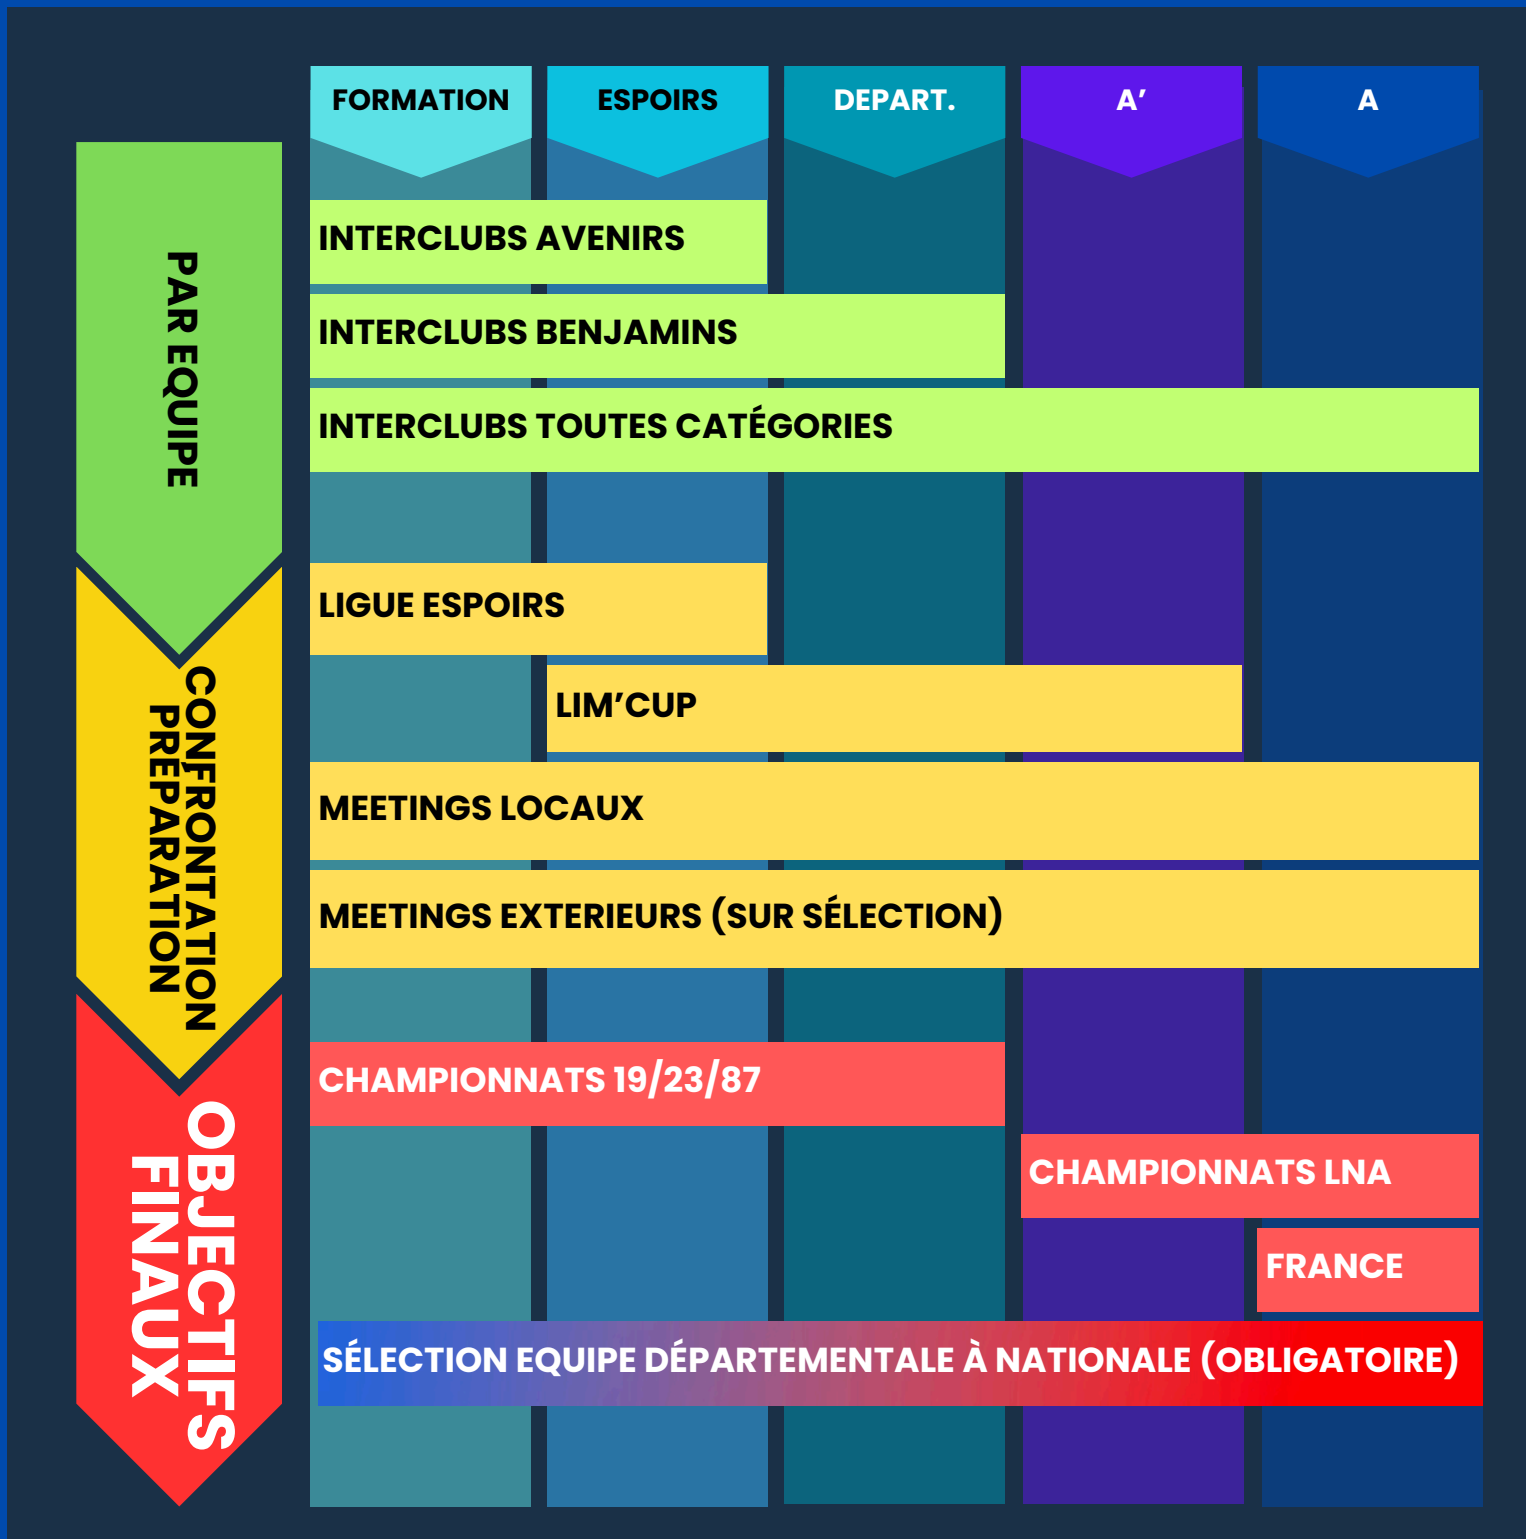 FORMATION
ESPOIRS
DEPART.
A’
A
PAR EQUIPE
INTERCLUBS AVENIRS
INTERCLUBS BENJAMINS
INTERCLUBS TOUTES CATÉGORIES
CONFRONTATION
PRÉPARATION
LIGUE ESPOIRS
LIM’CUP
MEETINGS LOCAUX
MEETINGS EXTERIEURS (SUR SÉLECTION)
OBJECTIFS
FINAUX
CHAMPIONNATS 19/23/87
CHAMPIONNATS LNA
FRANCE
SÉLECTION EQUIPE DÉPARTEMENTALE À NATIONALE (OBLIGATOIRE)